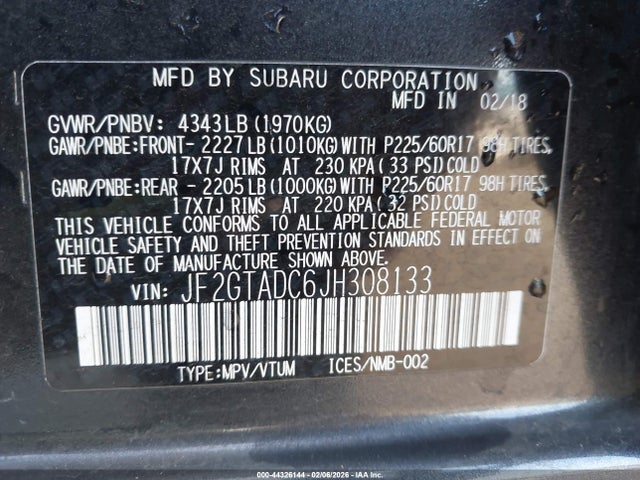 MFD BY SUBARU CORPORATION
MFD IN 02/18
GVWR/PNBV: 4343LB (1970KG)
GAWR/PNBE:FRONT- 2227 LB (1010KG) WITH P225/60R17 98H TIRES,
17X7J RIMS AT 230 KPA ( 33 PSI) COLD
GAWR/PNBE:REAR - 2205 LB (1000KG) WITH P225/60R17 98H TIRES,
17X7J RIMS AT 220 KPA ( 32 PSI) COLD
THIS VEHICLE CONFORMS TO ALL APPLICABLE FEDERAL MOTOR
VEHICLE SAFETY AND THEFT PREVENTION STANDARDS IN EFFECT ON
THE DATE OF MANUFACTURE SHOWN ABOVE.
VIN: JF2GTADC6JH308133
TYPE:MPV/VTUM ICES/NMB-002
000-44326144 - 02/06/2026 - IAA Inc.